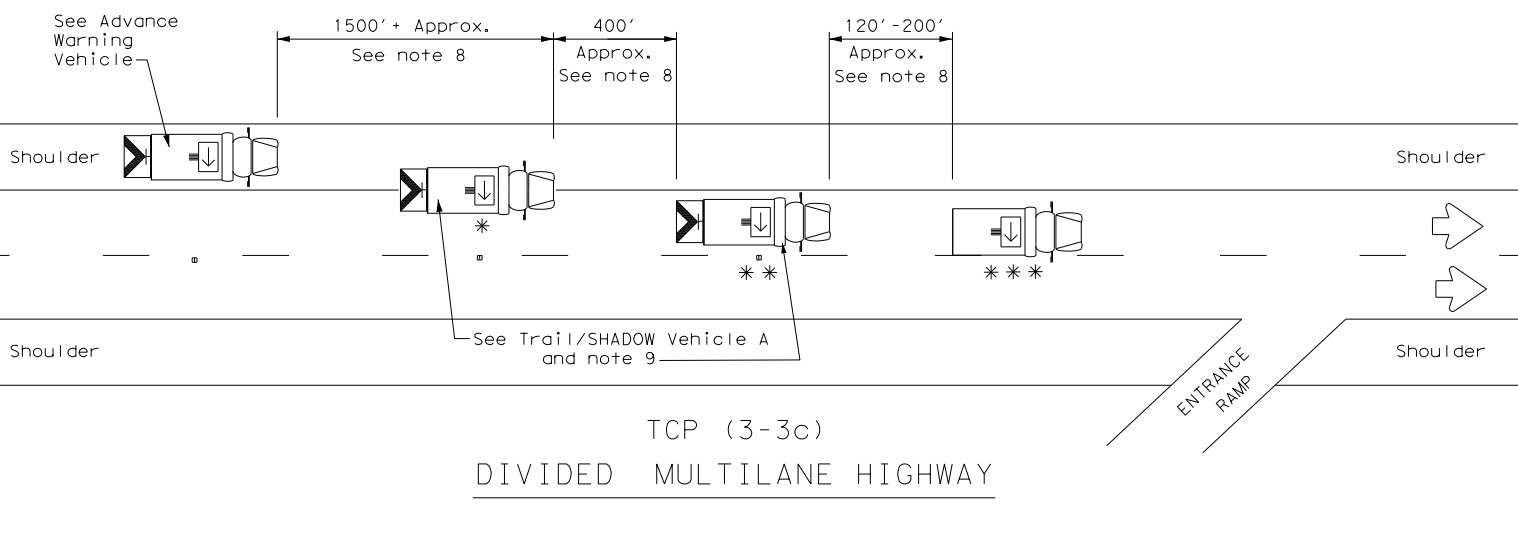 See Advance
Warning
Vehicle
1500'+ Approx.
See note 8
400'
Approx.
See note 8
120'-200'
Approx.
See note 8
Shoulder
Shoulder
*
* *
* * *
See Trail/SHADOW Vehicle A
and note 9
Shoulder
Shoulder
ENTRANCE
RAMP
TCP (3-3c)
DIVIDED MULTILANE HIGHWAY